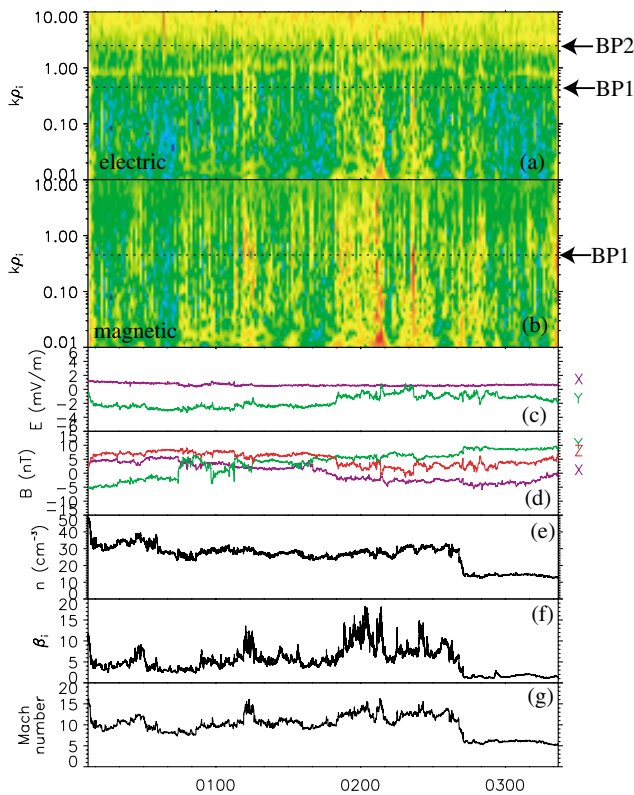 10.00
1.00
0.10
0.01
kρᵢ
electric
(a)
BP2
BP1
10.00
1.00
0.10
0.01
kρᵢ
magnetic
(b)
BP1
6
4
2
0
−2
−4
−6
E (mV/m)
(c)
X
Y
15
10
5
0
−5
−10
−15
B (nT)
(d)
Y
Z
X
50
40
30
20
10
0
n (cm⁻³)
(e)
20
15
10
5
0
βᵢ
(f)
20
15
10
5
0
Mach
number
(g)
0100
0200
0300